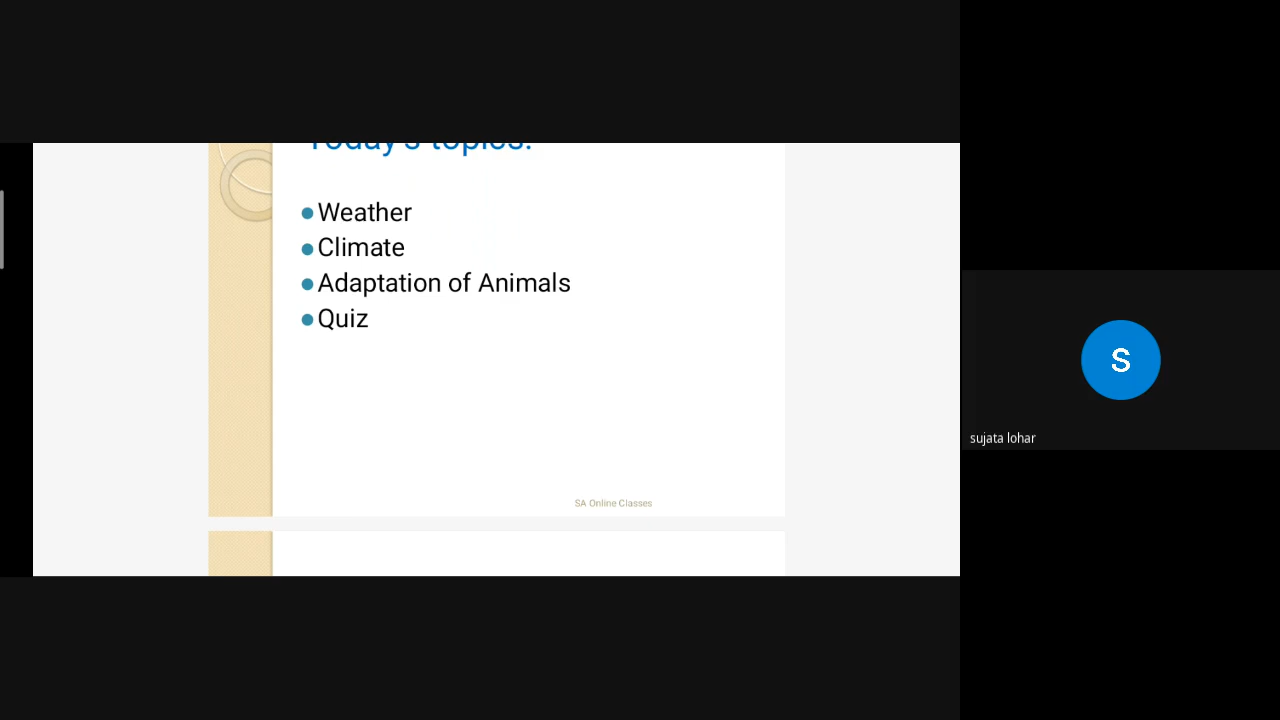 Today's topics:
Weather
Climate
Adaptation of Animals
Quiz
SA Online Classes
S
sujata lohar